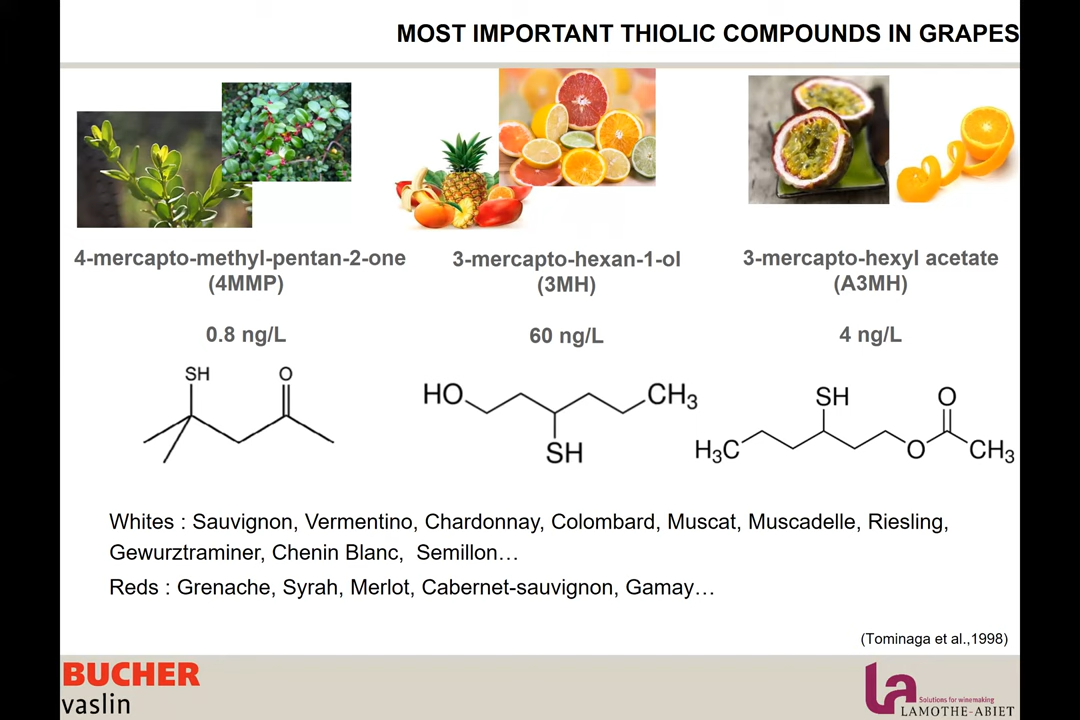 MOST IMPORTANT THIOLIC COMPOUNDS IN GRAPES
4-mercapto-methyl-pentan-2-one
(4MMP)
0.8 ng/L
3-mercapto-hexan-1-ol
(3MH)
60 ng/L
3-mercapto-hexyl acetate
(A3MH)
4 ng/L
SH
O
HO
CH3
SH
SH
O
H3C
O
CH3
Whites : Sauvignon, Vermentino, Chardonnay, Colombard, Muscat, Muscadelle, Riesling,
Gewurztraminer, Chenin Blanc, Semillon…
Reds : Grenache, Syrah, Merlot, Cabernet-sauvignon, Gamay…
(Tominaga et al.,1998)
BUCHER
vaslin
la
Solutions for winemaking
LAMOTHE-ABIET